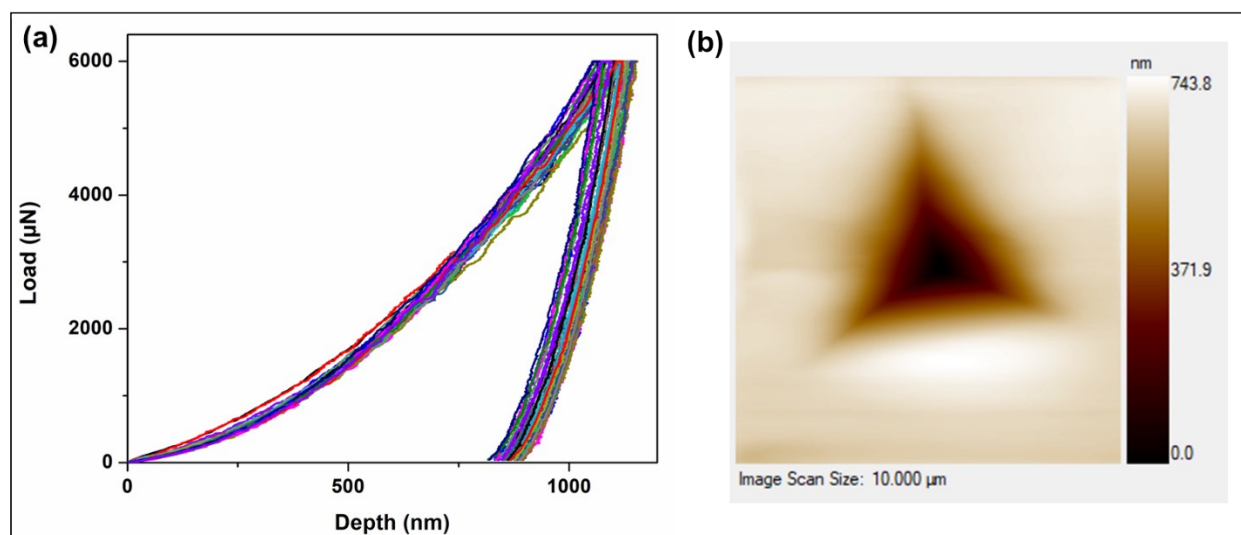 (a)
6000
4000
2000
0
Load (µN)
0 500 1000
Depth (nm)
(b)
nm
743.8
371.9
0.0
Image Scan Size: 10.000 µm